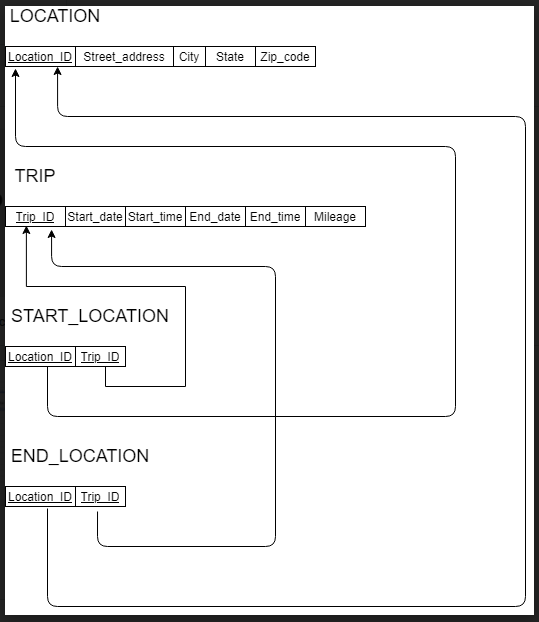 LOCATION
Location_ID Street_address City State Zip_code
TRIP
Trip_ID Start_date Start_time End_date End_time Mileage
START_LOCATION
Location_ID Trip_ID
END_LOCATION
Location_ID Trip_ID